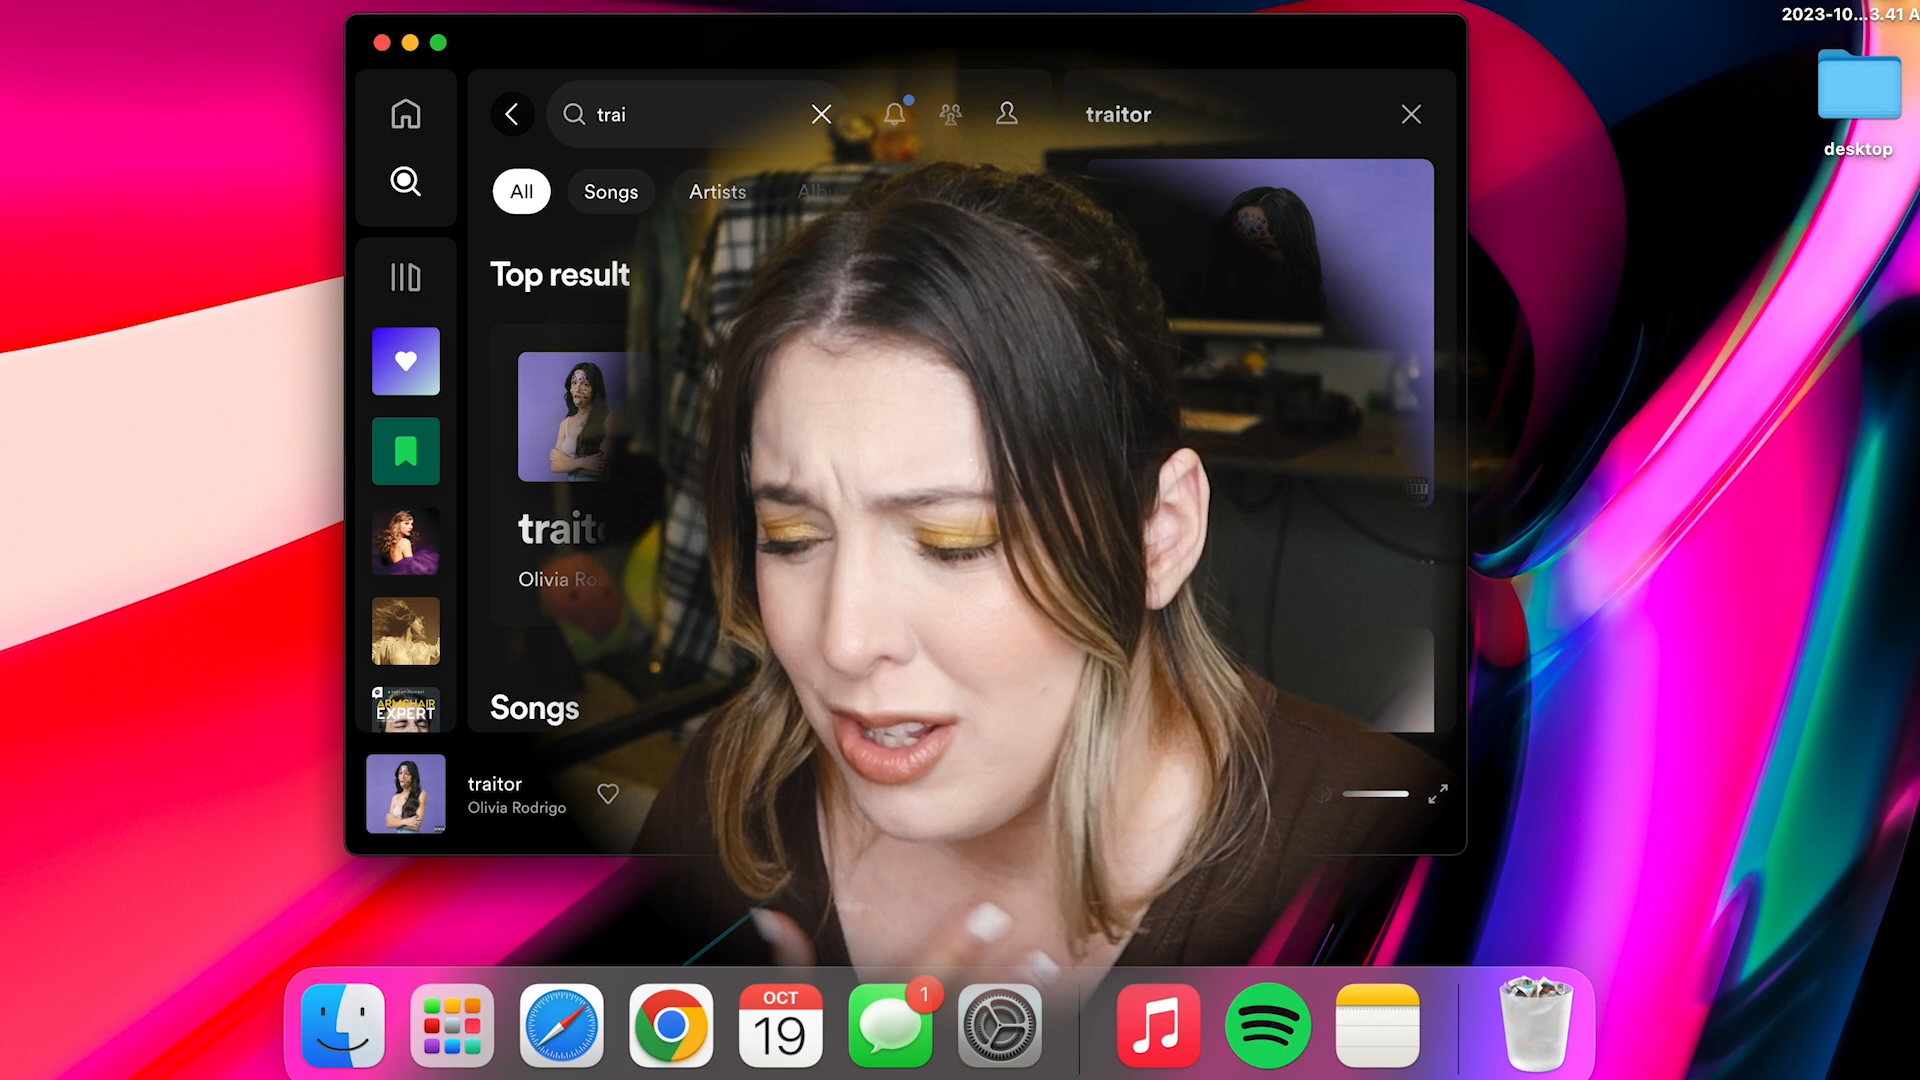 2023-10...3.41 A
desktop
trai
traitor
All
Songs
Artists
Albu
Top result
trait
Olivia Ro
Songs
ARMCHAIR
EXPERT
traitor
Olivia Rodrigo
OCT
19
1